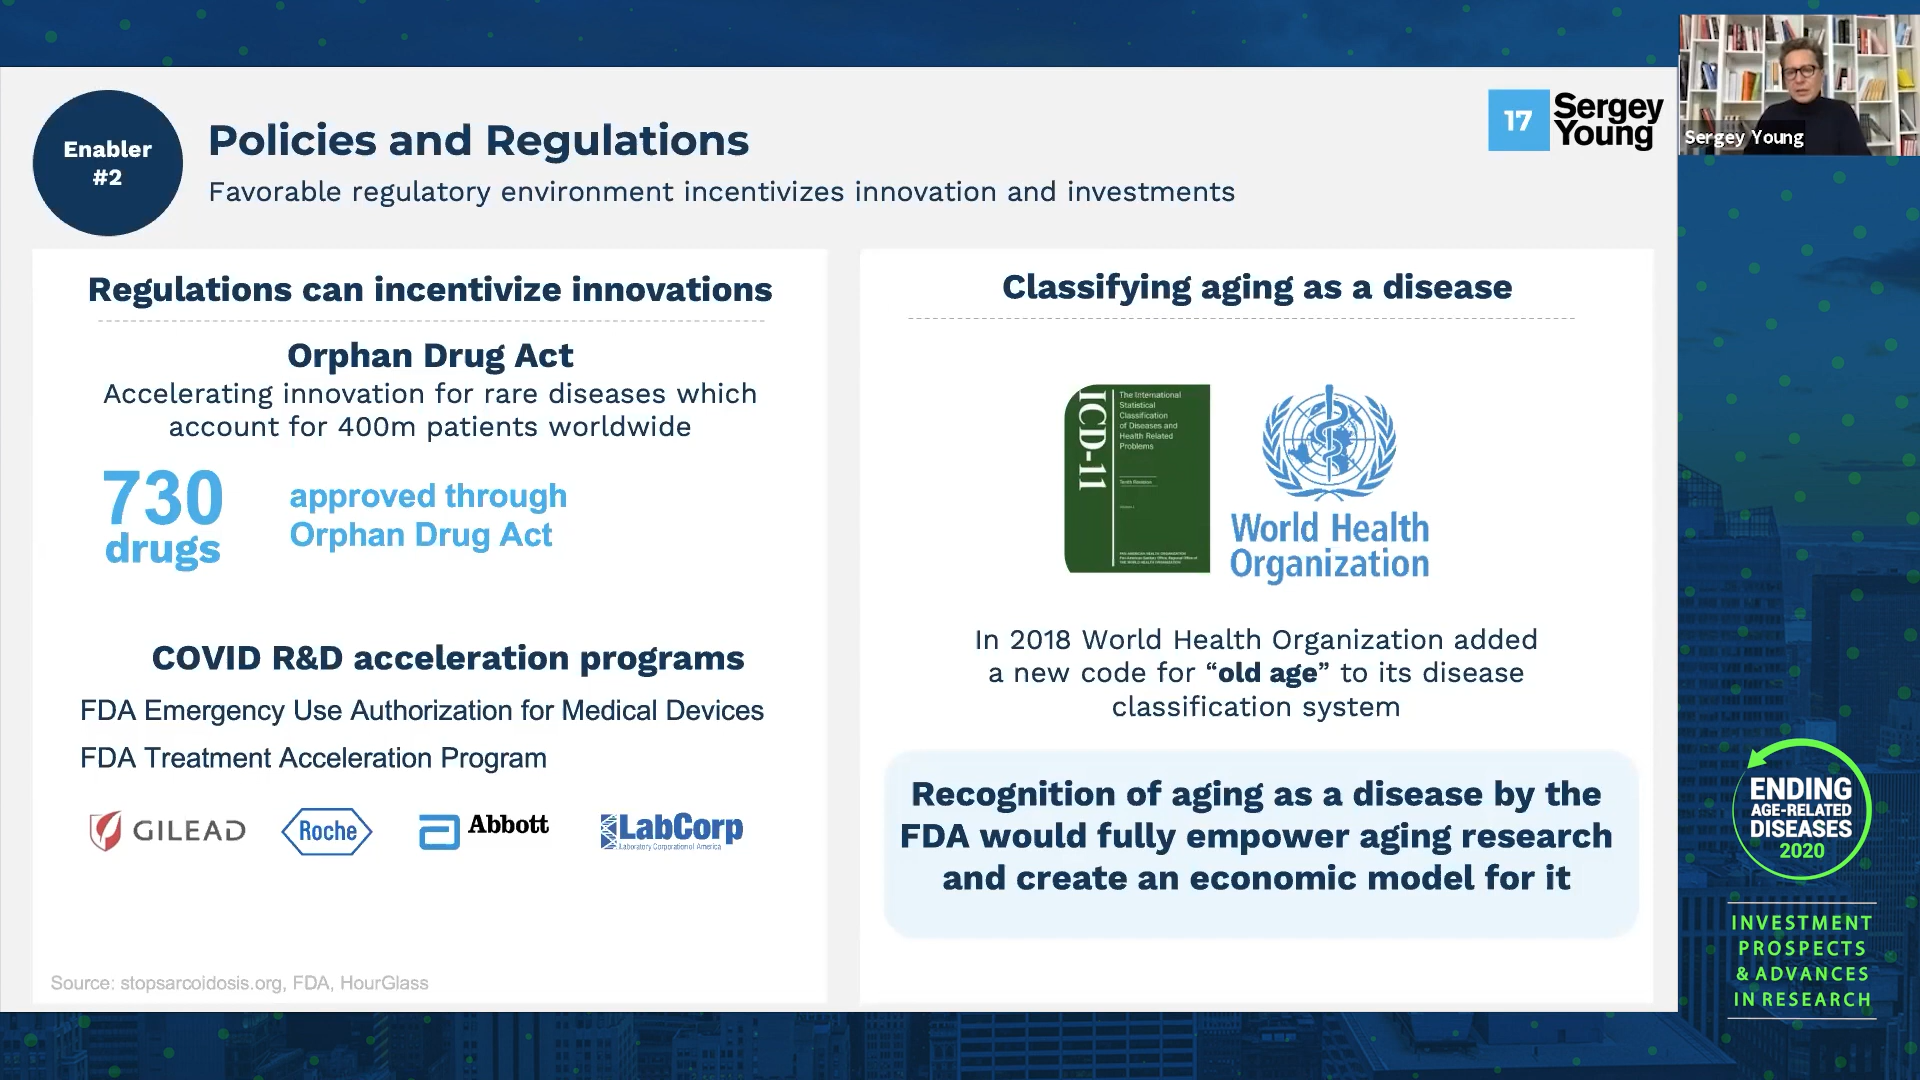 Enabler
#2
Policies and Regulations
Favorable regulatory environment incentivizes innovation and investments
17
Sergey
Young
Sergey Young
Regulations can incentivize innovations
Orphan Drug Act
Accelerating innovation for rare diseases which
account for 400m patients worldwide
730
drugs
approved through
Orphan Drug Act
COVID R&D acceleration programs
FDA Emergency Use Authorization for Medical Devices
FDA Treatment Acceleration Program
GILEAD
Roche
Abbott
LabCorp
Laboratory Corporation of America
Source: stopsarcoidosis.org, FDA, HourGlass
Classifying aging as a disease
ICD-11
The International
Statistical
Classification
of Diseases and
Health Related
Problems
Tenth Revision
World Health
Organization
In 2018 World Health Organization added
a new code for “old age” to its disease
classification system
Recognition of aging as a disease by the
FDA would fully empower aging research
and create an economic model for it
ENDING
AGE-RELATED
DISEASES
2020
INVESTMENT
PROSPECTS
& ADVANCES
IN RESEARCH